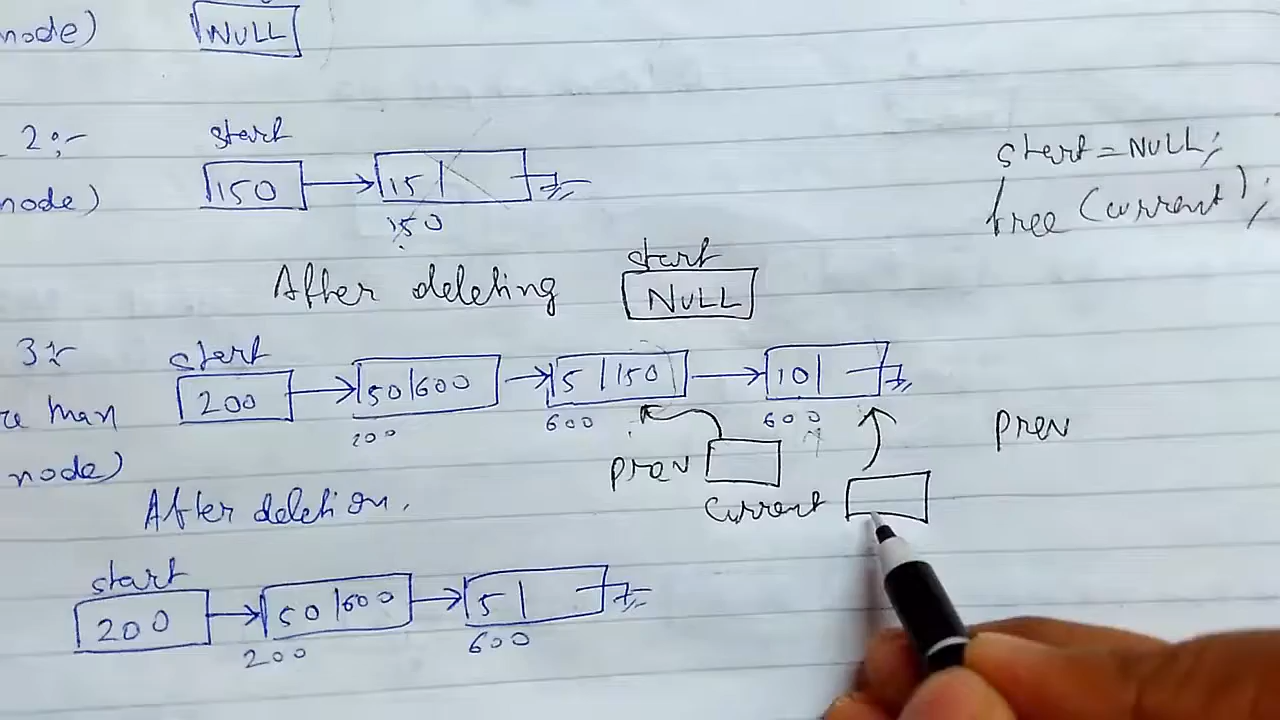 node)
NULL
2:-
start
150
15
150
node)
start=NULL;
free (current);
After deleting
start
NULL
3:-
start
200
50|600
5|150
10|
200
600
600
re than
node)
prev
current
prev
After deletion.
start
200
50|600
5|
200
600